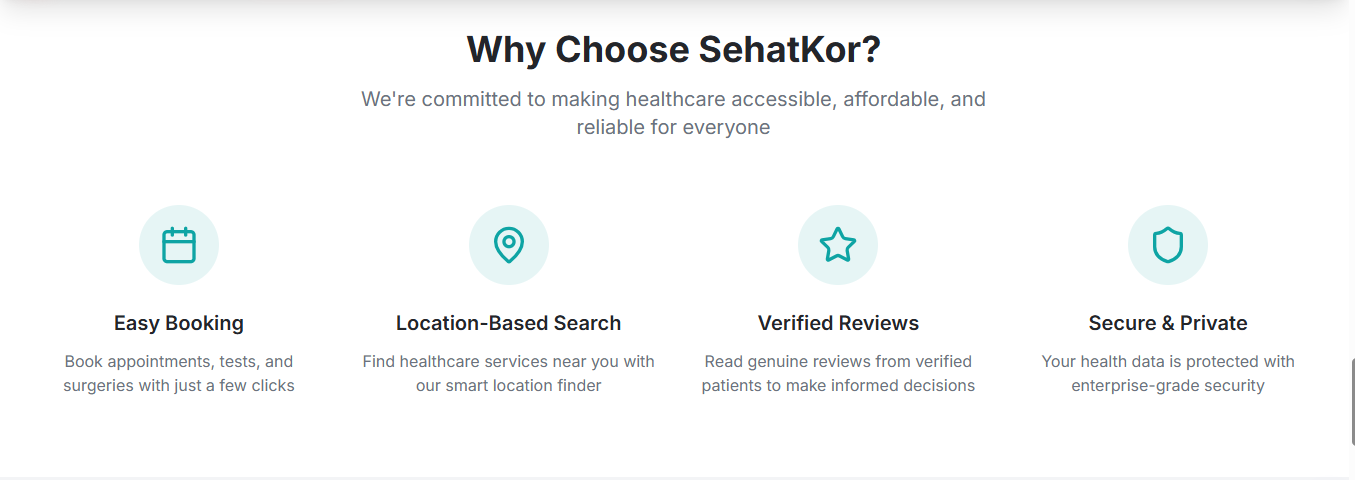 Why Choose SehatKor?
We're committed to making healthcare accessible, affordable, and
reliable for everyone
Easy Booking
Book appointments, tests, and
surgeries with just a few clicks
Location-Based Search
Find healthcare services near you with
our smart location finder
Verified Reviews
Read genuine reviews from verified
patients to make informed decisions
Secure & Private
Your health data is protected with
enterprise-grade security